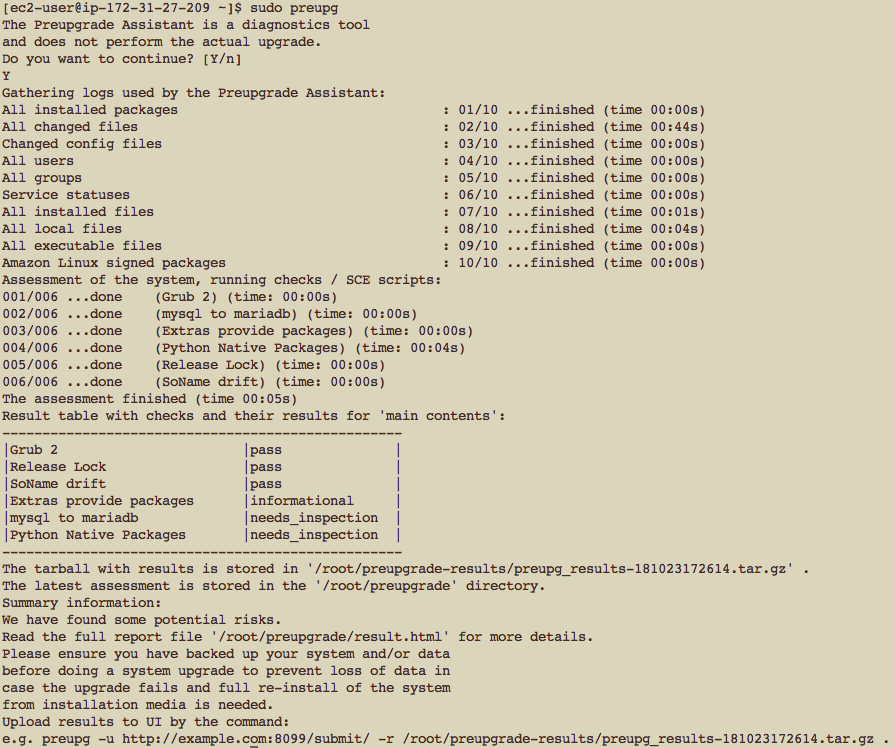 [ec2-user@ip-172-31-27-209 ~]$ sudo preupg
The Preupgrade Assistant is a diagnostics tool
and does not perform the actual upgrade.
Do you want to continue? [Y/n]
Y
Gathering logs used by the Preupgrade Assistant:
All installed packages                                 : 01/10 ...finished (time 00:00s)
All changed files                                      : 02/10 ...finished (time 00:44s)
Changed config files                                   : 03/10 ...finished (time 00:00s)
All users                                              : 04/10 ...finished (time 00:00s)
All groups                                             : 05/10 ...finished (time 00:00s)
Service statuses                                       : 06/10 ...finished (time 00:00s)
All installed files                                    : 07/10 ...finished (time 00:01s)
All local files                                        : 08/10 ...finished (time 00:04s)
All executable files                                   : 09/10 ...finished (time 00:00s)
Amazon Linux signed packages                           : 10/10 ...finished (time 00:00s)
Assessment of the system, running checks / SCE scripts:
001/006 ...done    (Grub 2) (time: 00:00s)
002/006 ...done    (mysql to mariadb) (time: 00:00s)
003/006 ...done    (Extras provide packages) (time: 00:00s)
004/006 ...done    (Python Native Packages) (time: 00:04s)
005/006 ...done    (Release Lock) (time: 00:00s)
006/006 ...done    (SoName drift) (time: 00:00s)
The assessment finished (time 00:05s)
Result table with checks and their results for 'main contents':
--------------------------------------------------
|Grub 2                       |pass              |
|Release Lock                 |pass              |
|SoName drift                 |pass              |
|Extras provide packages      |informational     |
|mysql to mariadb             |needs_inspection  |
|Python Native Packages       |needs_inspection  |
--------------------------------------------------
The tarball with results is stored in '/root/preupgrade-results/preupg_results-181023172614.tar.gz' .
The latest assessment is stored in the '/root/preupgrade' directory.
Summary information:
We have found some potential risks.
Read the full report file '/root/preupgrade/result.html' for more details.
Please ensure you have backed up your system and/or data
before doing a system upgrade to prevent loss of data in
case the upgrade fails and full re-install of the system
from installation media is needed.
Upload results to UI by the command:
e.g. preupg -u http://example.com:8099/submit/ -r /root/preupgrade-results/preupg_results-181023172614.tar.gz .